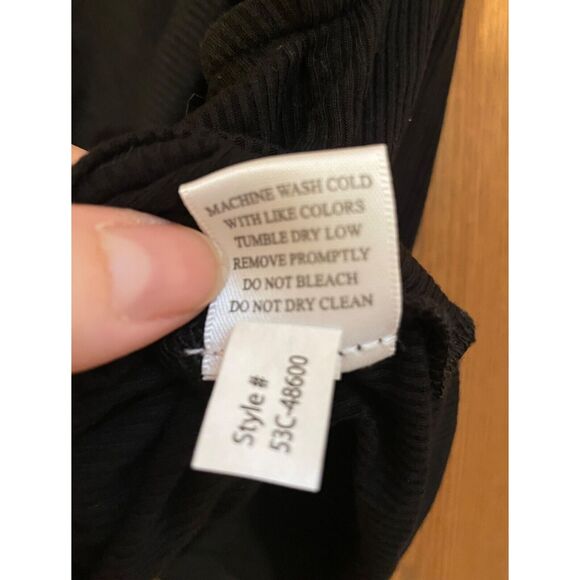 MACHINE WASH COLD
WITH LIKE COLORS
TUMBLE DRY LOW
REMOVE PROMPTLY
DO NOT BLEACH
DO NOT DRY CLEAN
Style #
53C-48600